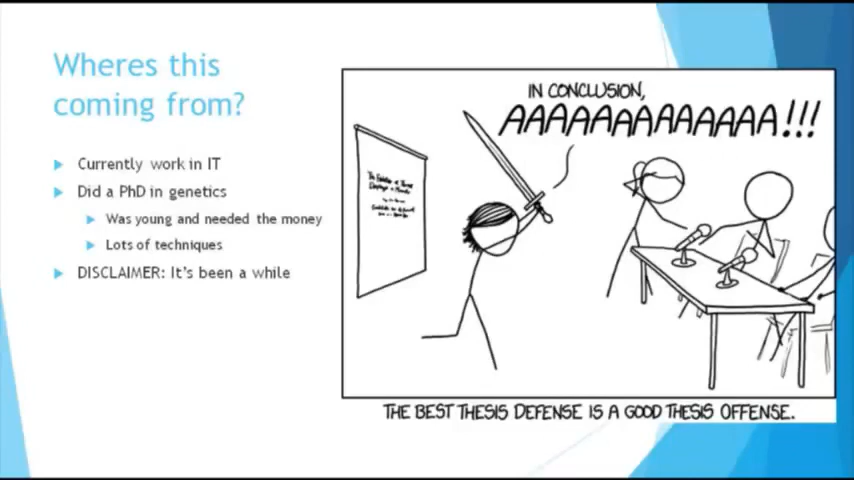 Wheres this
coming from?
Currently work in IT
Did a PhD in genetics
Was young and needed the money
Lots of techniques
DISCLAIMER: It's been a while
IN CONCLUSION,
AAAAAAAAAAAAAA!!!
THE BEST THESIS DEFENSE IS A GOOD THESIS OFFENSE.